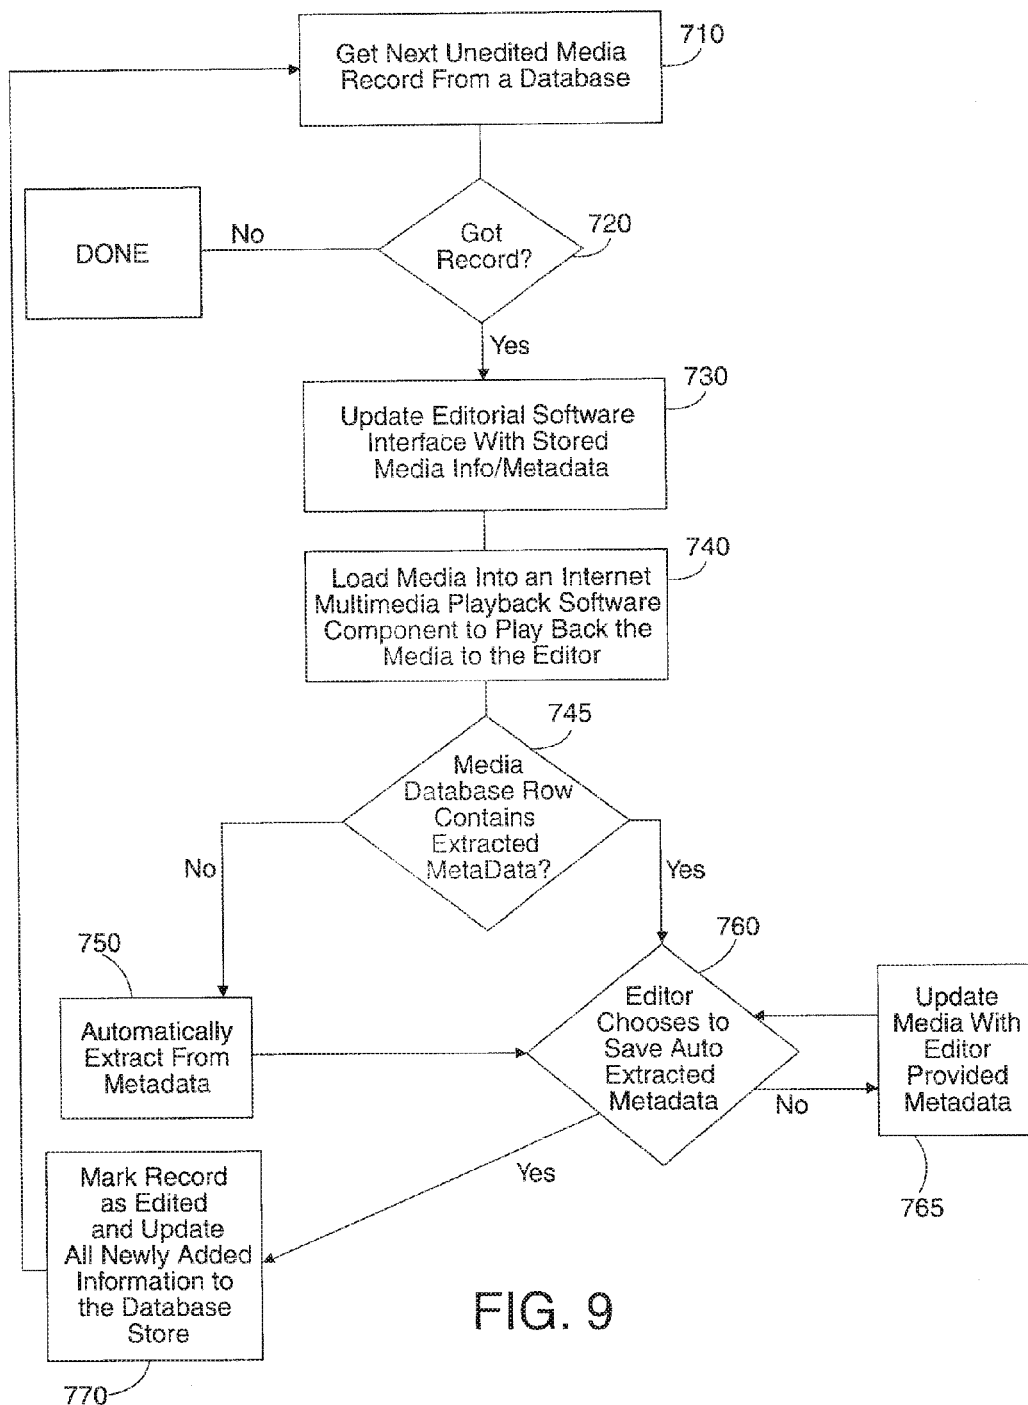 Get Next Unedited Media
Record From a Database
710
DONE
No
Got
Record?
720
Yes
730
Update Editorial Software
Interface With Stored
Media Info/Metadata
740
Load Media Into an Internet
Multimedia Playback Software
Component to Play Back the
Media to the Editor
745
Media
Database Row
Contains
Extracted
MetaData?
No
Yes
750
760
Automatically
Extract From
Metadata
Editor
Chooses to
Save Auto
Extracted
Metadata
Update
Media With
Editor
Provided
Metadata
No
Yes
765
Mark Record
as Edited
and Update
All Newly Added
Information to
the Database
Store
770
FIG. 9